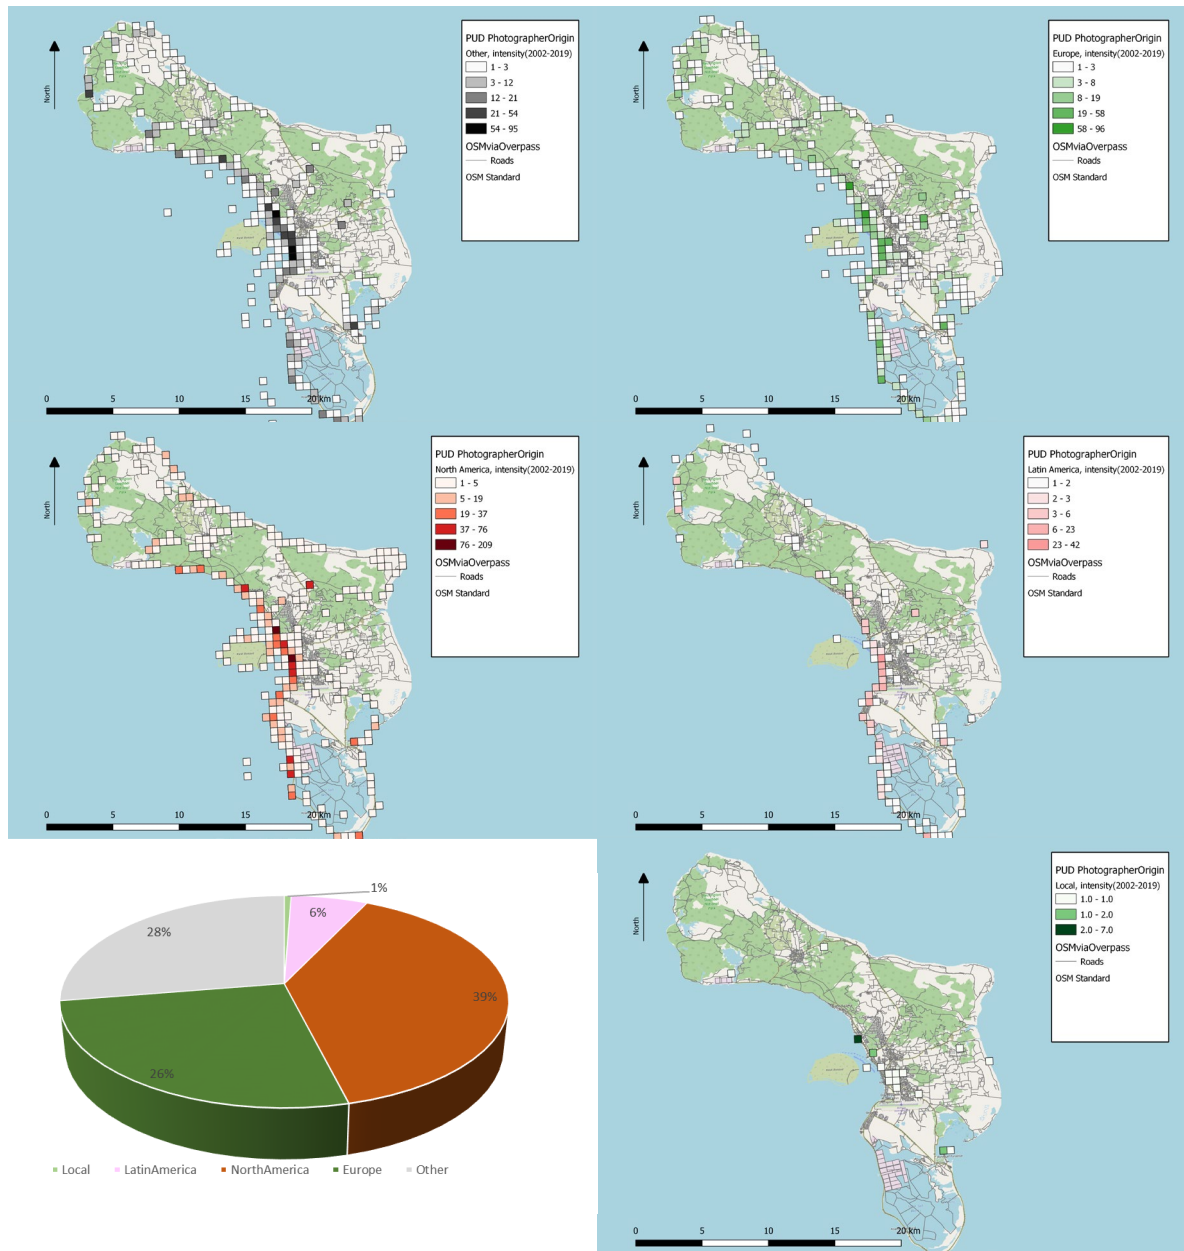 PUD PhotographerOrigin
Other, intensity(2002-2019)
1 - 3
3 - 12
12 - 21
21 - 54
54 - 95
OSMviaOverpass
Roads
OSM Standard
North
0 5 10 15 20 km
PUD PhotographerOrigin
Europe, intensity(2002-2019)
1 - 3
3 - 8
8 - 19
19 - 58
58 - 96
OSMviaOverpass
Roads
OSM Standard
North
0 5 10 15 20 km
PUD PhotographerOrigin
North America, intensity(2002-2019)
1 - 5
5 - 19
19 - 37
37 - 76
76 - 209
OSMviaOverpass
Roads
OSM Standard
North
0 5 10 15 20 km
PUD PhotographerOrigin
Latin America, intensity(2002-2019)
1 - 2
2 - 3
3 - 6
6 - 23
23 - 42
OSMviaOverpass
Roads
OSM Standard
North
0 5 10 15 20 km
1%
6%
28%
39%
26%
Local LatinAmerica NorthAmerica Europe Other
PUD PhotographerOrigin
Local, intensity(2002-2019)
1.0 - 1.0
1.0 - 2.0
2.0 - 7.0
OSMviaOverpass
Roads
OSM Standard
North
0 5 10 15 20 km